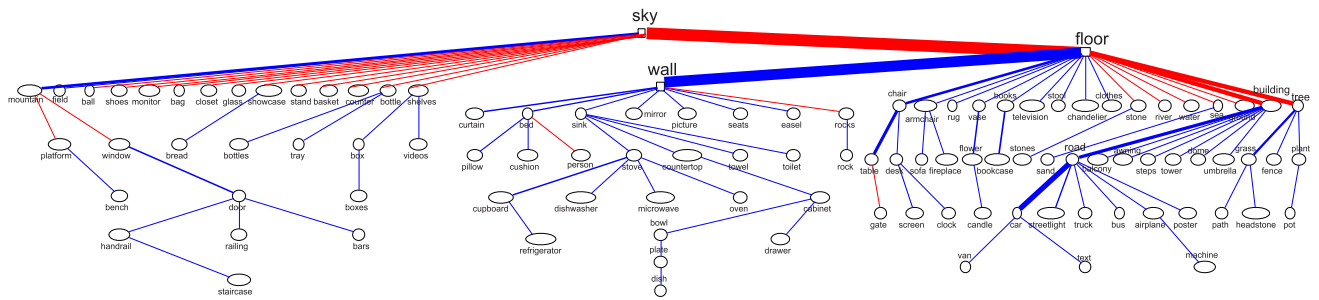 sky
floor
wall
mountain
field
ball
shoes
monitor
bag
closet
glass
showcase
stand
basket
counter
bottle
shelves
chair
armchair
rug
vase
books
television
stool
chandelier
clothes
stone
river
water
sea
ground
building
tree
curtain
bed
sink
mirror
picture
seats
easel
rocks
platform
window
bread
bottles
tray
box
videos
pillow
cushion
person
stove
countertop
towel
toilet
rock
table
desk
sofa
fireplace
flower
bookcase
stones
sand
road
balcony
awning
steps
tower
dome
umbrella
grass
fence
plant
bench
door
boxes
cupboard
dishwasher
microwave
oven
cabinet
gate
screen
clock
candle
car
streetlight
truck
bus
airplane
poster
path
headstone
pot
handrail
railing
bars
refrigerator
bowl
plate
drawer
van
text
machine
staircase
dish